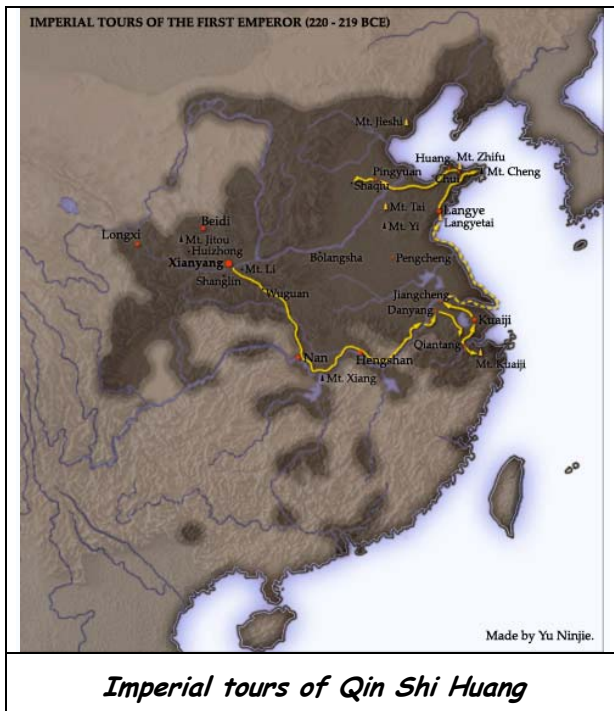 IMPERIAL TOURS OF THE FIRST EMPEROR (220 - 219 BCE)
Mt. Jieshi
Huang
Mt. Zhifu
Pingyuan
Chui
Mt. Cheng
Shaqiu
Mt. Tai
Langye
Langyetai
Beidi
Mt. Yi
Longxi
Mt. Jitou
Huizhong
Bölangsha
Pengcheng
Xianyang
Mt. Li
Shanglin
Wuguan
Jiangcheng
Danyang
Kuaiji
Qiantang
Nan
Hengshan
Mt. Kuaiji
Mt. Xiang
Made by Yu Ninjie.
Imperial tours of Qin Shi Huang